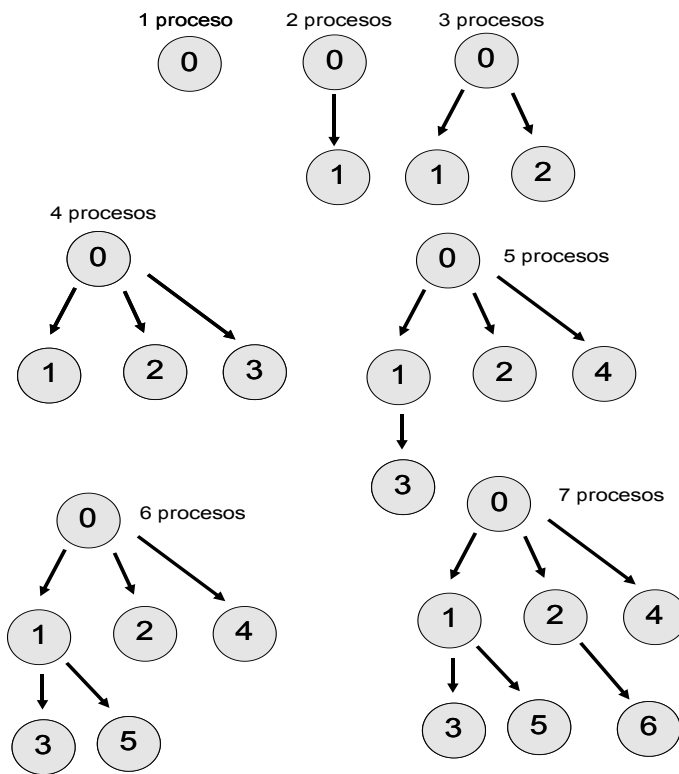 1 proceso 2 procesos 3 procesos
0 0 0
1 1 2
4 procesos
0
1 2 3
0 5 procesos
1 2 4
3
0 6 procesos
1 2 4
3 5
0 7 procesos
1 2 4
3 5 6